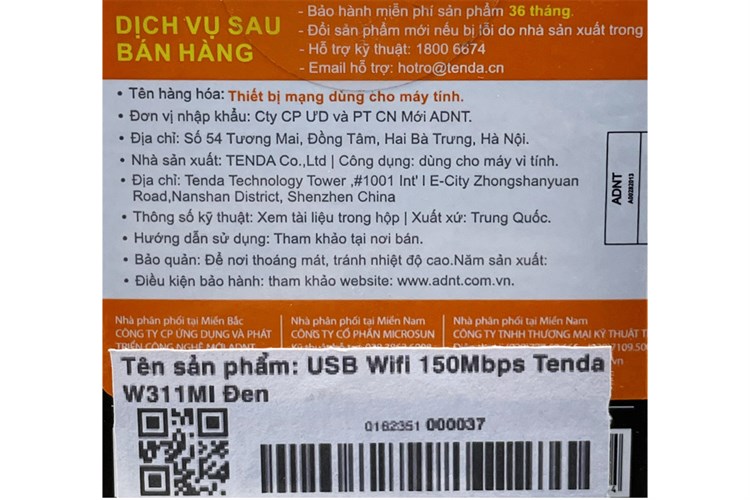 DỊCH VỤ SAU
BÁN HÀNG
- Bảo hành miễn phí sản phẩm 36 tháng.
- Đổi sản phẩm mới nếu bị lỗi do nhà sản xuất trong
- Hỗ trợ kỹ thuật: 1800 6674
- Email hỗ trợ: hotro@tenda.cn
• Tên hàng hóa: Thiết bị mạng dùng cho máy tính.
• Đơn vị nhập khẩu: Cty CP ƯD và PT CN Mới ADNT.
• Địa chỉ: Số 54 Tương Mai, Đồng Tâm, Hai Bà Trưng, Hà Nội.
• Nhà sản xuất: TENDA Co.,Ltd | Công dụng: dùng cho máy vi tính.
• Địa chỉ: Tenda Technology Tower ,#1001 Int' l E-City Zhongshanyuan
Road,Nanshan District, Shenzhen China
• Thông số kỹ thuật: Xem tài liệu trong hộp | Xuất xứ: Trung Quốc.
• Hướng dẫn sử dụng: Tham khảo tại nơi bán.
• Bảo quản: Để nơi thoáng mát, tránh nhiệt độ cao.Năm sản xuất:
• Điều kiện bảo hành: tham khảo website: www.adnt.com.vn.
ADNT
Nhà phân phối tại Miền Bắc
CÔNG TY CP ỨNG DỤNG VÀ PHÁT
TRIỂN CÔNG NGHỆ MỚI ADNT
Nhà phân phối tại Miền Nam
CÔNG TY CỔ PHẦN MICROSUN
Nhà phân phối tại Miền Nam
CÔNG TY TNHH THƯƠNG MẠI KỸ THUẬT T
Tên sản phẩm: USB Wifi 150Mbps Tenda
W311MI Đen
0162351 000037